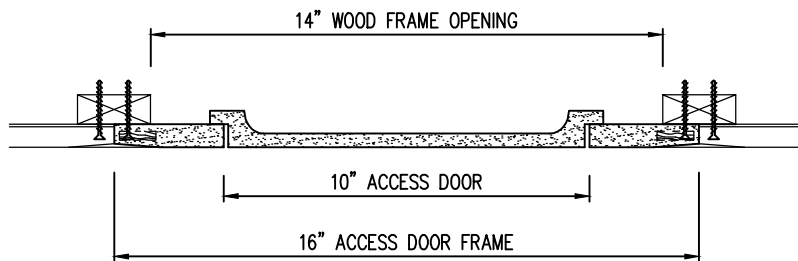 14” WOOD FRAME OPENING
10” ACCESS DOOR
16” ACCESS DOOR FRAME